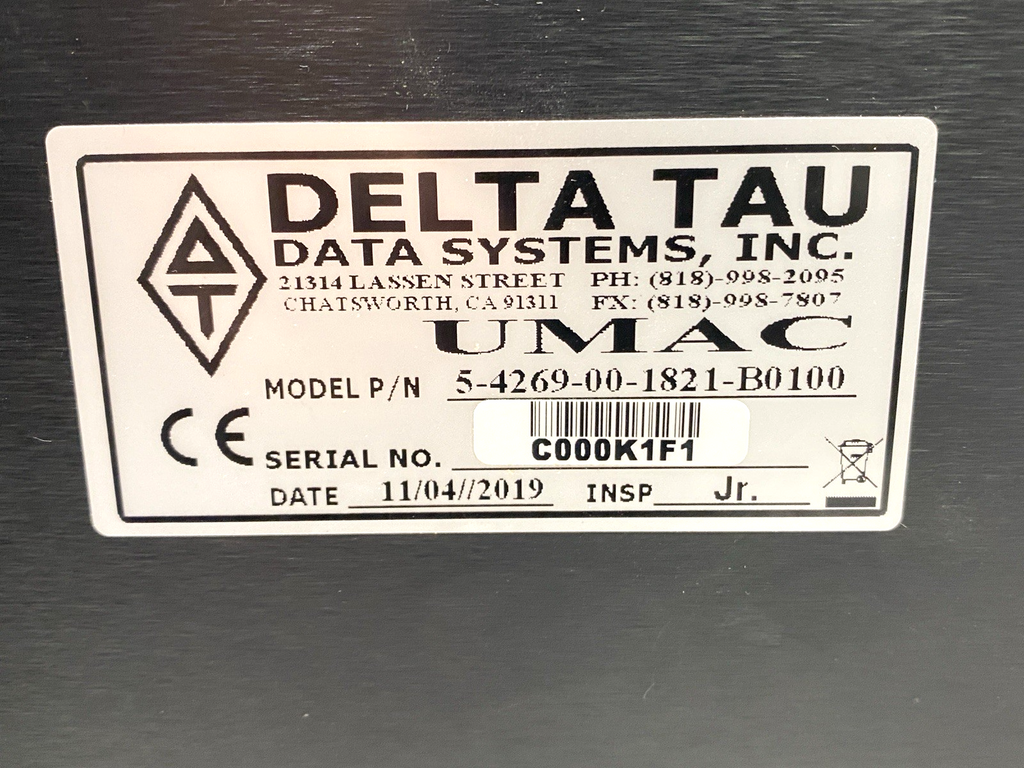 ΔT
DELTA TAU
DATA SYSTEMS, INC.
21314 LASSEN STREET PH: (818)-998-2095
CHATSWORTH, CA 91311 FX: (818)-998-7807
UMAC
MODEL P/N 5-4269-00-1821-B0100
CE
SERIAL NO. C000K1F1
DATE 11/04//2019 INSP Jr.